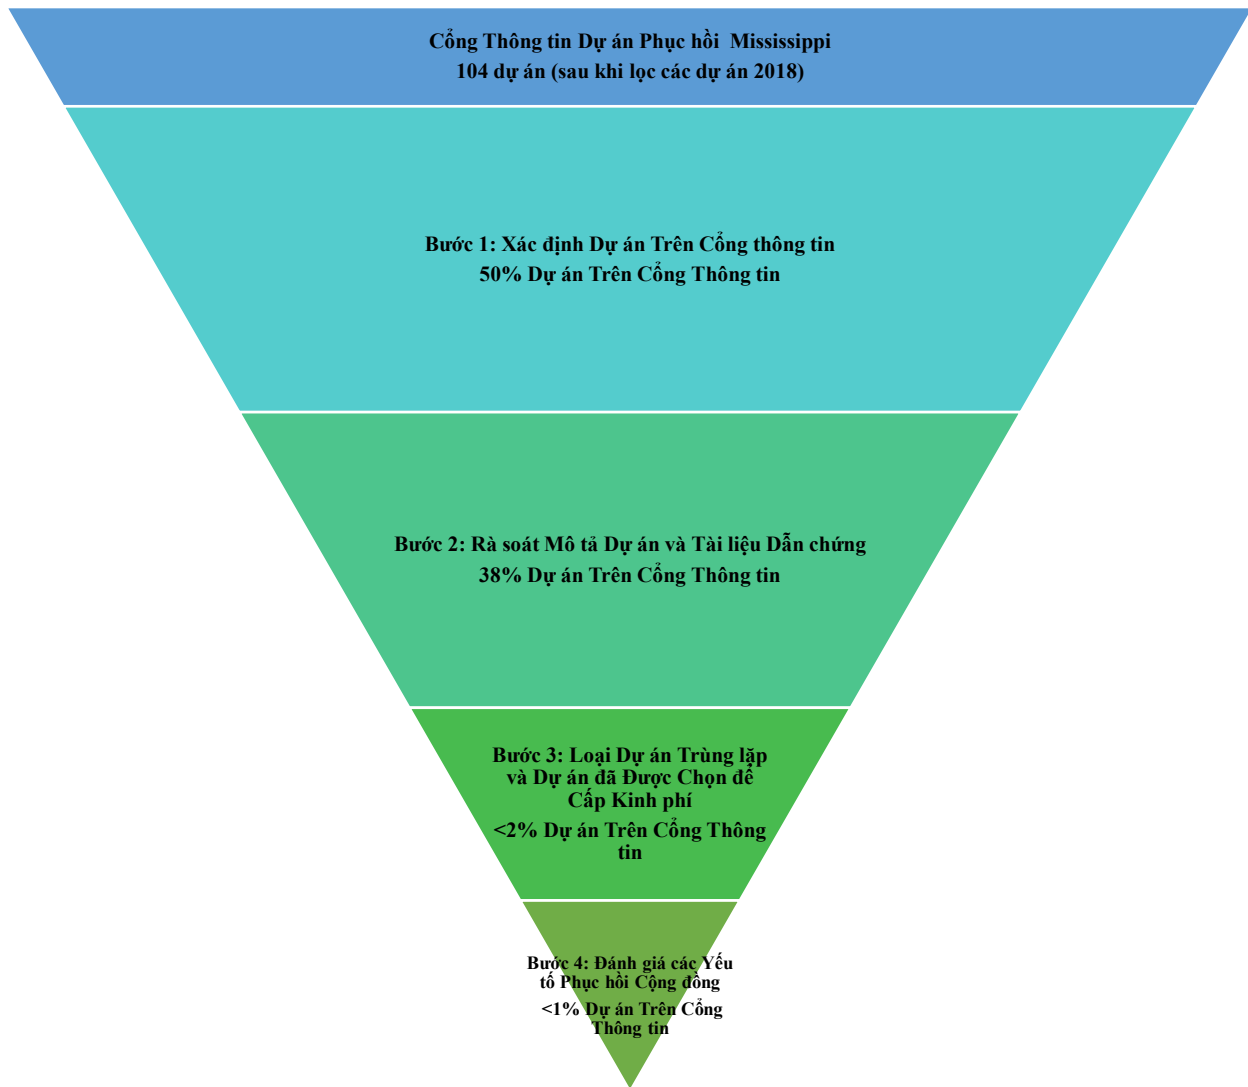 Cổng Thông tin Dự án Phục hồi Mississippi
104 dự án (sau khi lọc các dự án 2018)
Bước 1: Xác định Dự án Trên Cổng thông tin
50% Dự án Trên Cổng Thông tin
Bước 2: Rà soát Mô tả Dự án và Tài liệu Dẫn chứng
38% Dự án Trên Cổng Thông tin
Bước 3: Loại Dự án Trùng lặp
và Dự án đã Được Chọn để
Cấp Kinh phí
<2% Dự án Trên Cổng Thông
tin
Bước 4: Đánh giá các Yếu
tố Phục hồi Cộng đồng
<1% Dự án Trên Cổng
Thông tin